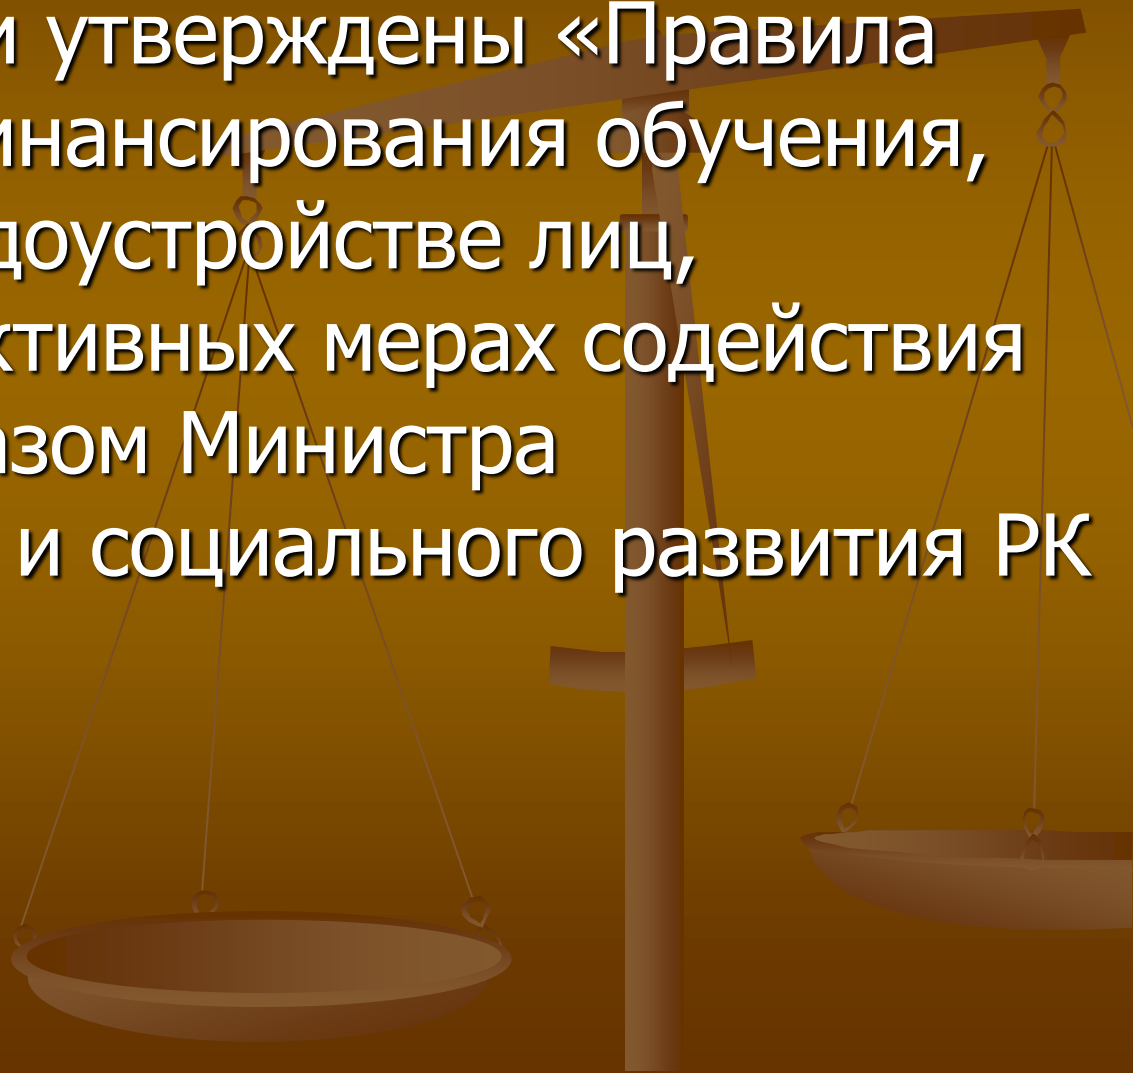 и утверждены «Правила
инансирования обучения,
доустройстве лиц,
ктивных мерах содействия
азом Министра
и социального развития РК